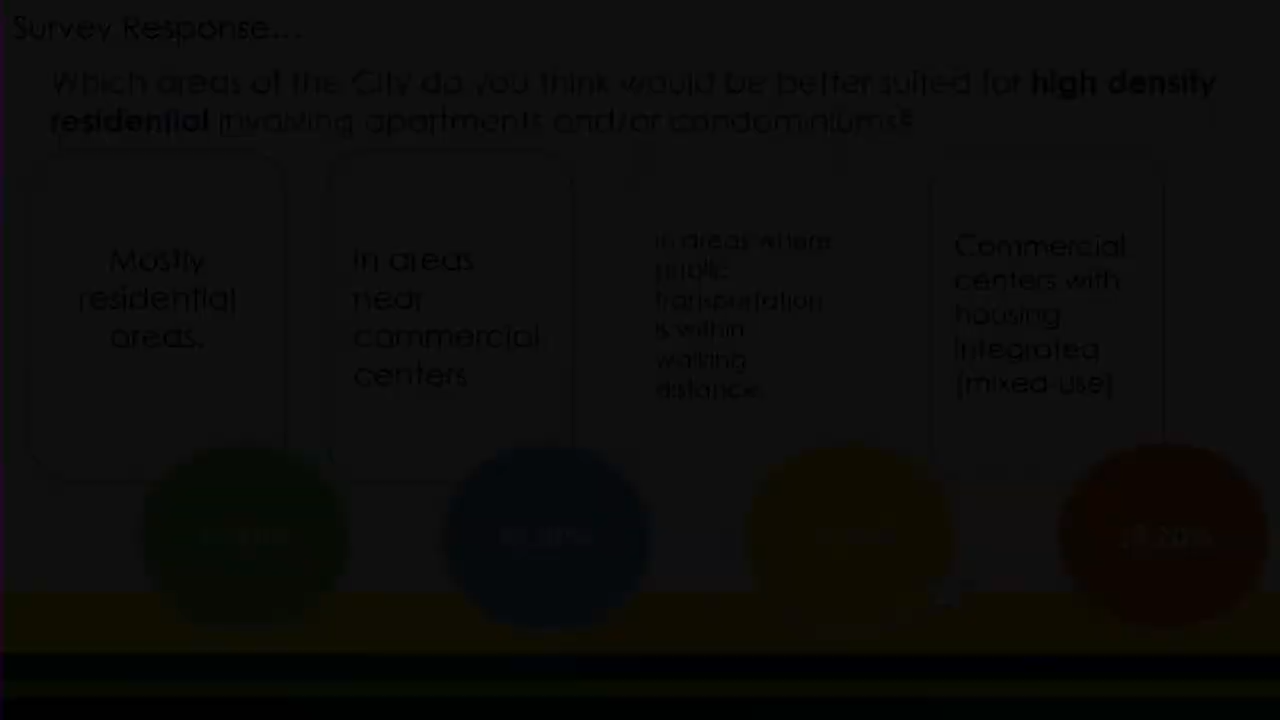 Survey Response...
Which areas of the City do you think would be better suited for high density
residential involving apartments and/or condominiums?
Mostly
residential
areas.
In areas
near
commercial
centers
In areas where
public
transportation
is within
walking
distance.
Commercial
centers with
housing
integrated
(mixed-use)